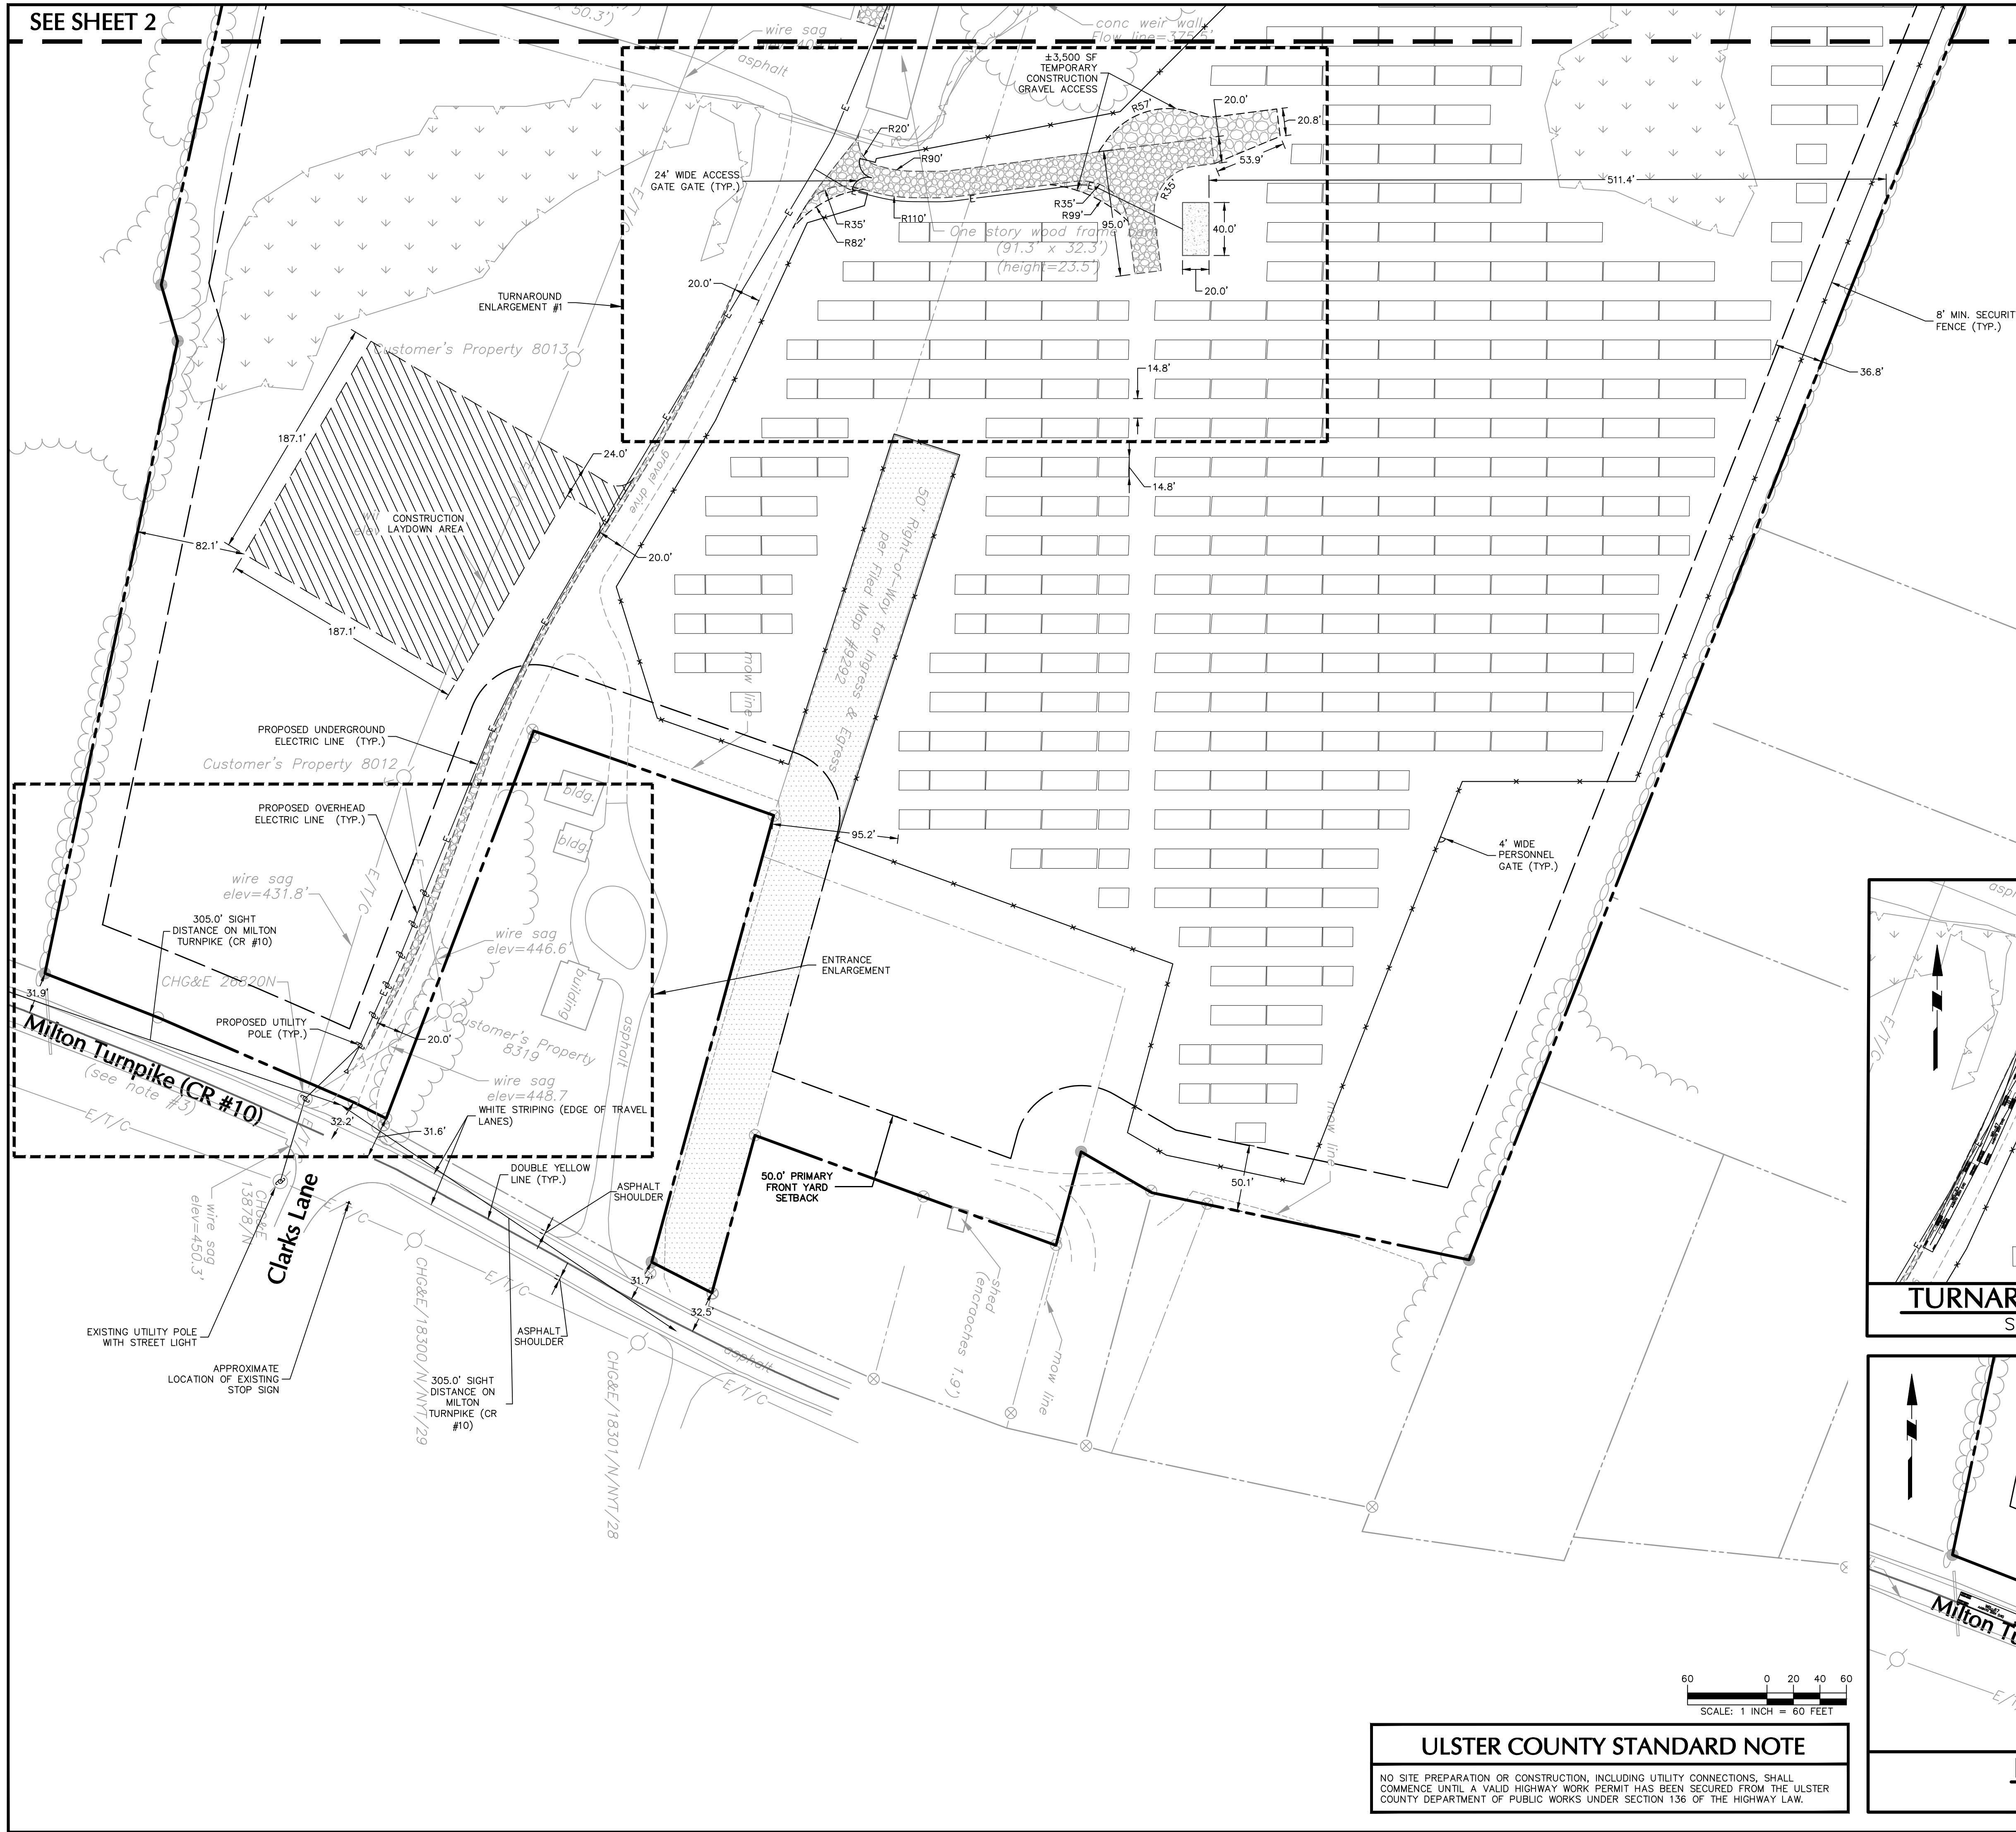 SEE SHEET 2
x 50.3')
wire sag
asphalt
conc weir wall
Flow line=375.5'
±3,500 SF
TEMPORARY
CONSTRUCTION
GRAVEL ACCESS
R57'
20.0'
20.8'
53.9'
R20'
R90'
24' WIDE ACCESS
GATE GATE (TYP.)
E/T/C
E
511.4'
R35'
R35'
R99'
95.0'
40.0'
R110'
R35'
R82'
One story wood frame barn
(91.3' x 32.3')
(height=23.5')
20.0'
20.0'
TURNAROUND
ENLARGEMENT #1
8' MIN. SECURIT
FENCE (TYP.)
Customer's Property 8013
14.8'
36.8'
187.1'
24.0'
gravel drive
14.8'
CONSTRUCTION
LAYDOWN AREA
82.1'
20.0'
50' Right-of-Way for Ingress & Egress
per Filed Map #9292
187.1'
mow line
PROPOSED UNDERGROUND
ELECTRIC LINE (TYP.)
Customer's Property 8012
bldg.
bldg.
PROPOSED OVERHEAD
ELECTRIC LINE (TYP.)
95.2'
4' WIDE
PERSONNEL
GATE (TYP.)
wire sag
elev=431.8'
E/T/C
305.0' SIGHT
DISTANCE ON MILTON
TURNPIKE (CR #10)
wire sag
elev=446.6'
ENTRANCE
ENLARGEMENT
CHG&E 26820N
building
31.9'
PROPOSED UTILITY
POLE (TYP.)
Customer's Property
8319
asphalt
20.0'
Milton Turnpike (CR #10)
(see note #3)
wire sag
elev=448.7
WHITE STRIPING (EDGE OF TRAVEL
LANES)
E/T/C
32.2'
31.6'
mow line
DOUBLE YELLOW
LINE (TYP.)
ASPHALT
SHOULDER
50.0' PRIMARY
FRONT YARD
SETBACK
50.1'
CHG&E
13878/N
wire sag
elev=450.3'
Clarks Lane
E/T/C
E/T/C
31.7'
32.5'
shed
(encroaches 1.9')
mow line
EXISTING UTILITY POLE
WITH STREET LIGHT
APPROXIMATE
LOCATION OF EXISTING
STOP SIGN
CHG&E/18300/N/NYT/29
305.0' SIGHT
DISTANCE ON
MILTON
TURNPIKE (CR
#10)
ASPHALT
SHOULDER
CHG&E/18301/N/NYT/28
asphalt
E/T/C
E/T/C
TURNAR
S
Milton Tu
60 0 20 40 60
SCALE: 1 INCH = 60 FEET
ULSTER COUNTY STANDARD NOTE
NO SITE PREPARATION OR CONSTRUCTION, INCLUDING UTILITY CONNECTIONS, SHALL
COMMENCE UNTIL A VALID HIGHWAY WORK PERMIT HAS BEEN SECURED FROM THE ULSTER
COUNTY DEPARTMENT OF PUBLIC WORKS UNDER SECTION 136 OF THE HIGHWAY LAW.